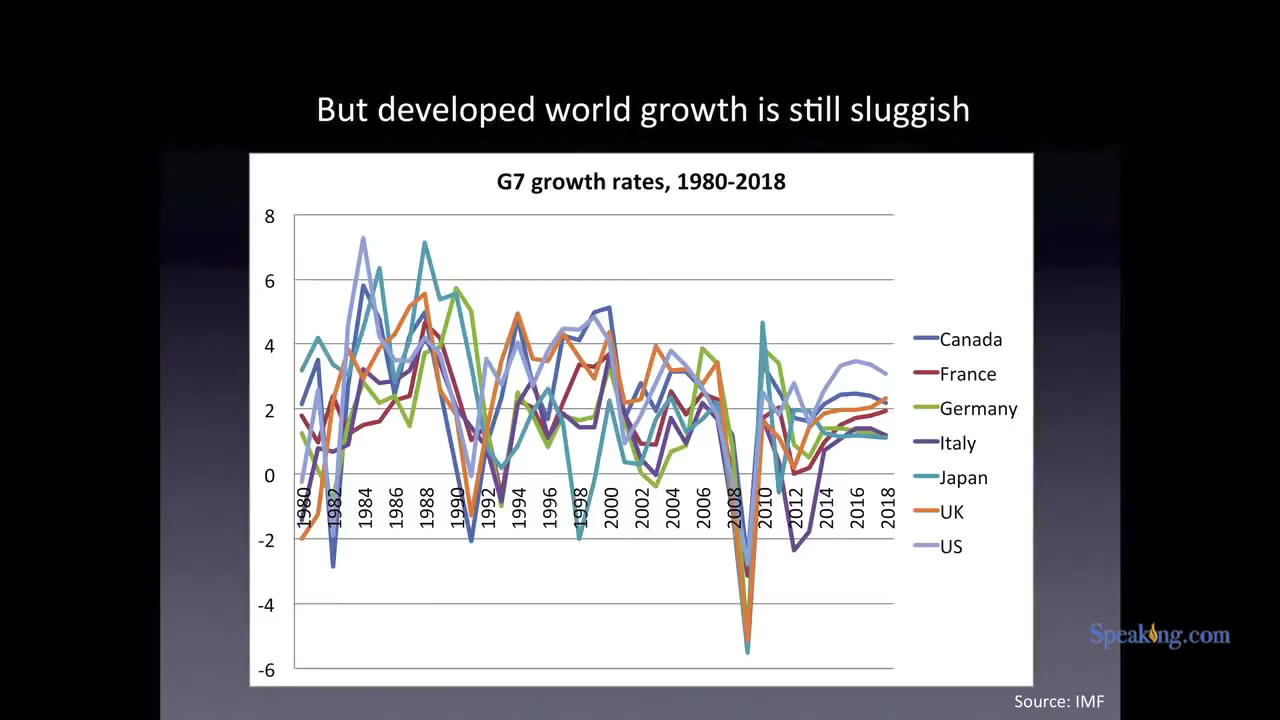 But developed world growth is still sluggish
G7 growth rates, 1980-2018
8
6
4
2
0
-2
-4
-6
1980
1982
1984
1986
1988
1990
1992
1994
1996
1998
2000
2002
2004
2006
2008
2010
2012
2014
2016
2018
Canada
France
Germany
Italy
Japan
UK
US
Speaking.com
Source: IMF